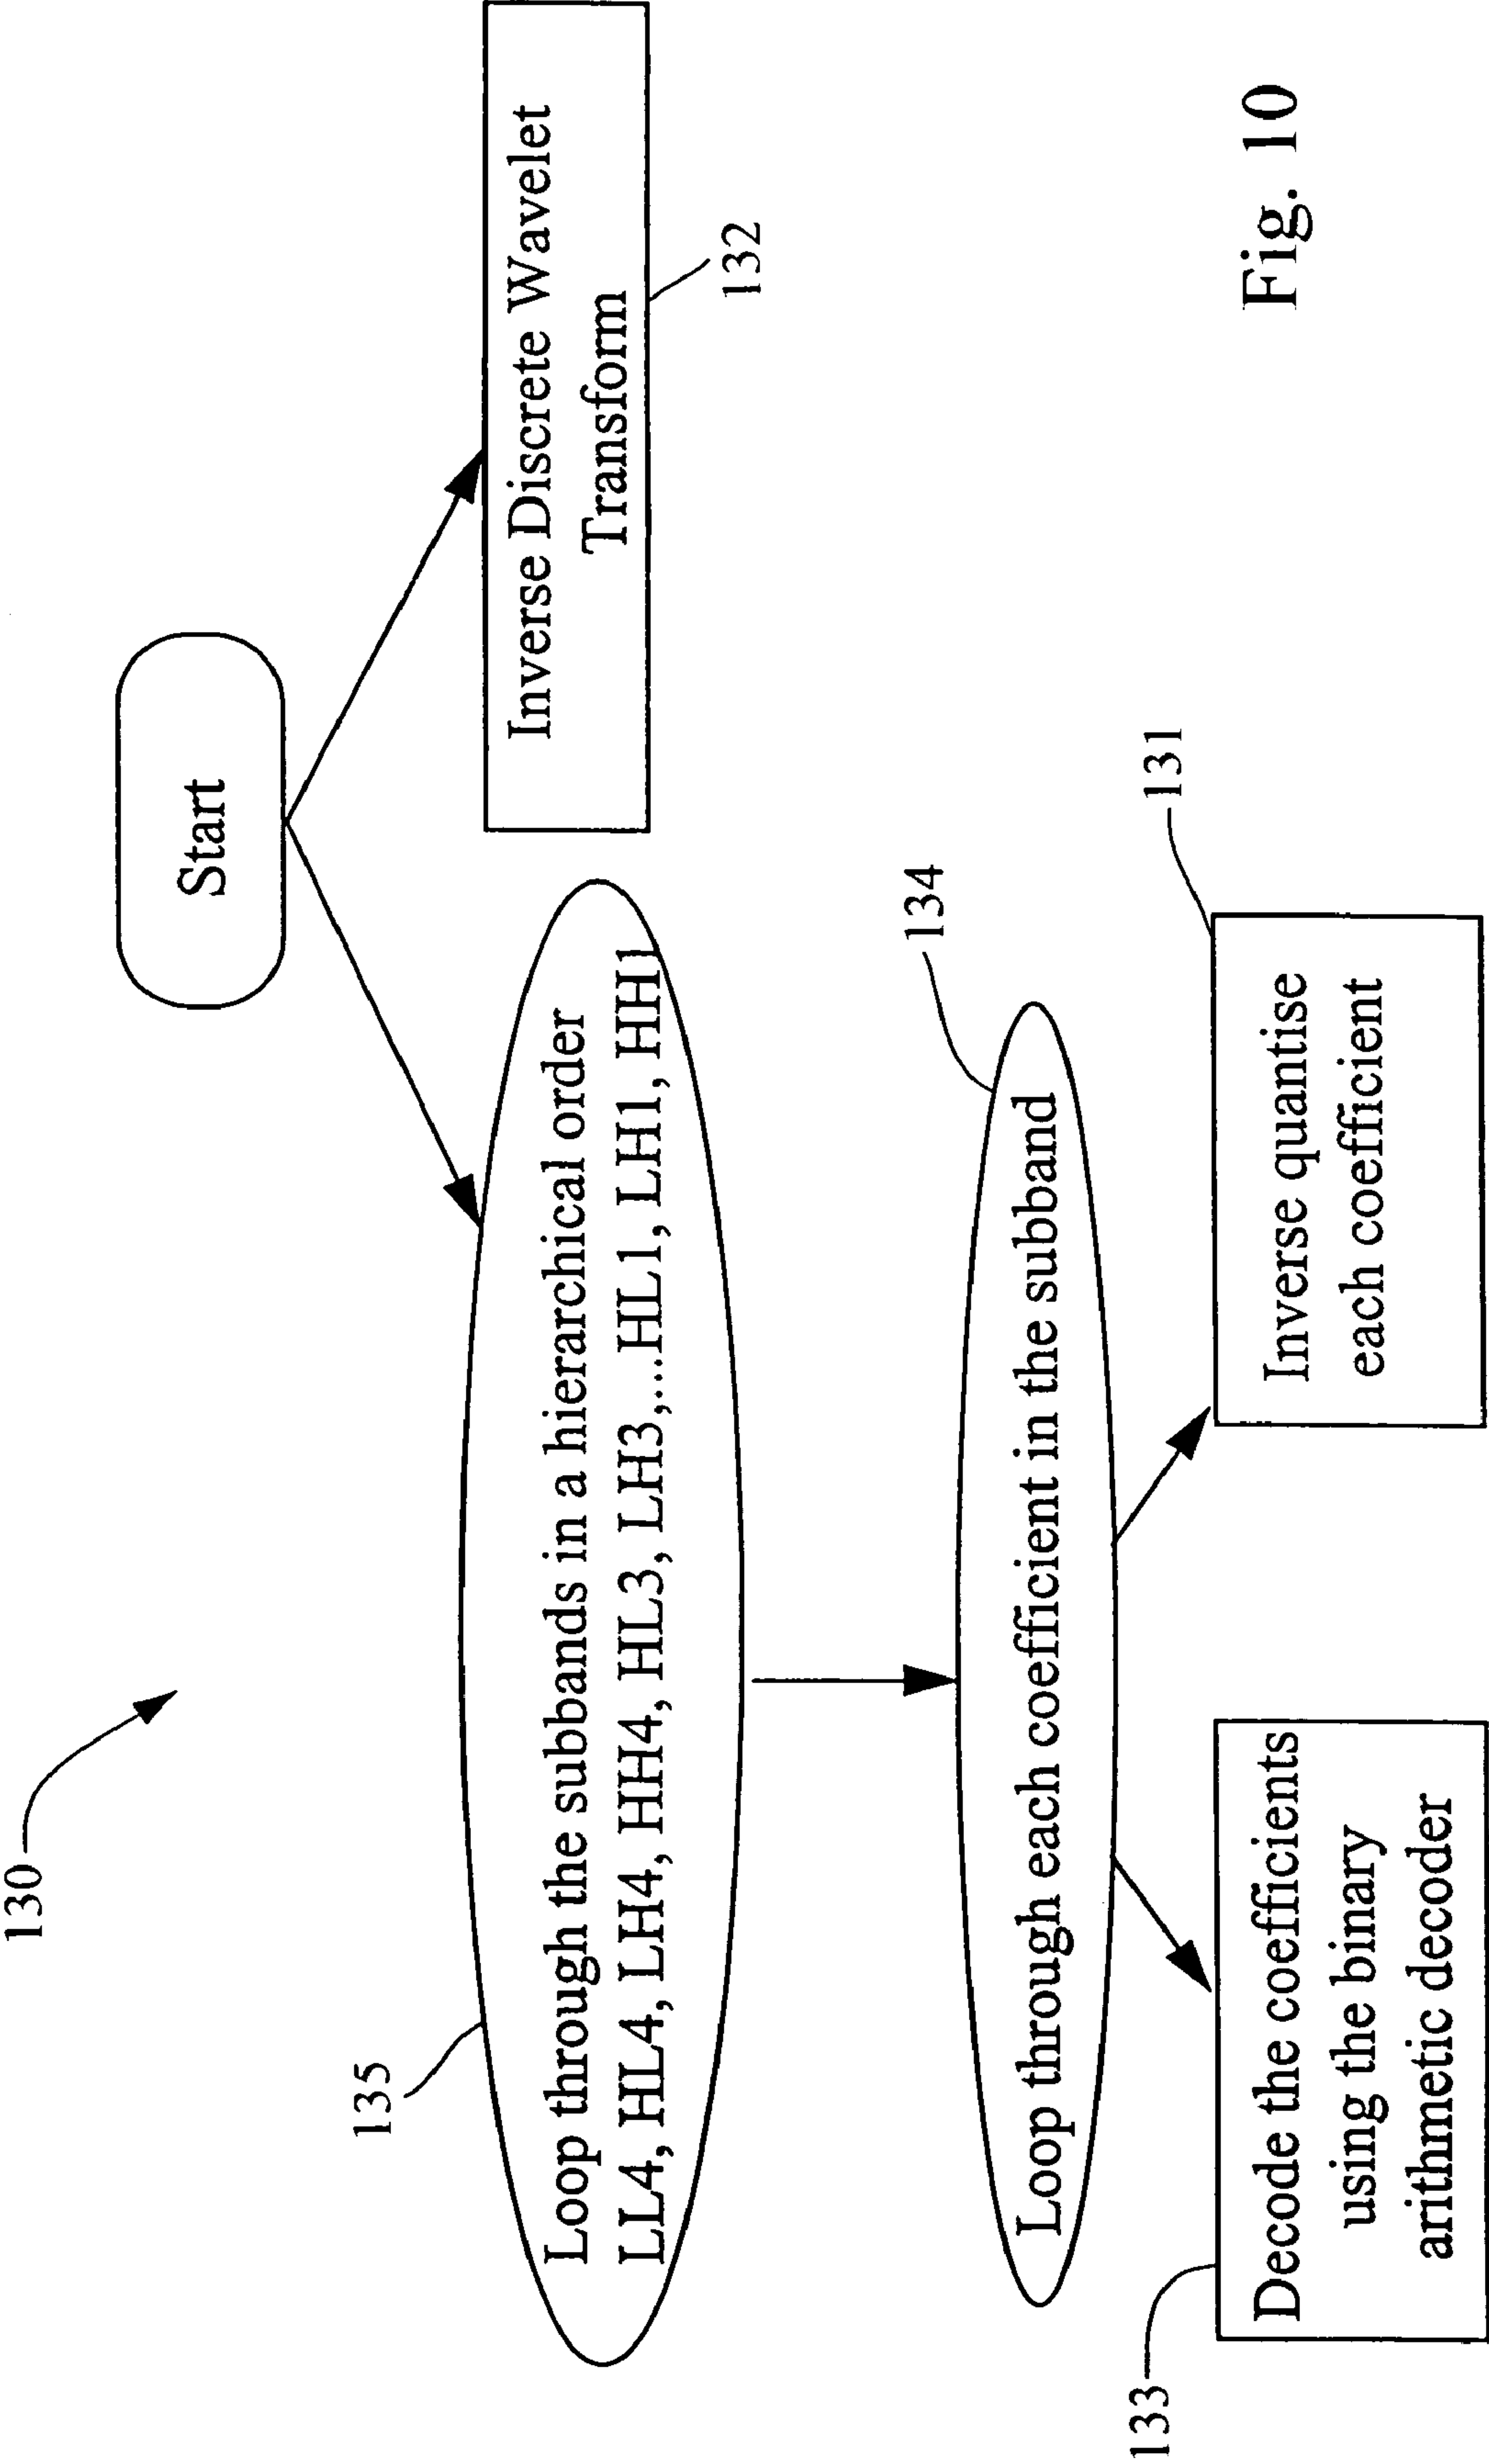 130
Start
135
Loop through the subbands in a hierarchical order
LL4, HL4, LH4, HH4, HL3, LH3,...HL1, LH1, HH1
Inverse Discrete Wavelet
Transform
132
134
Loop through each coefficient in the subband
133
Decode the coefficients
using the binary
arithmetic decoder
131
Inverse quantise
each coefficient
Fig. 10